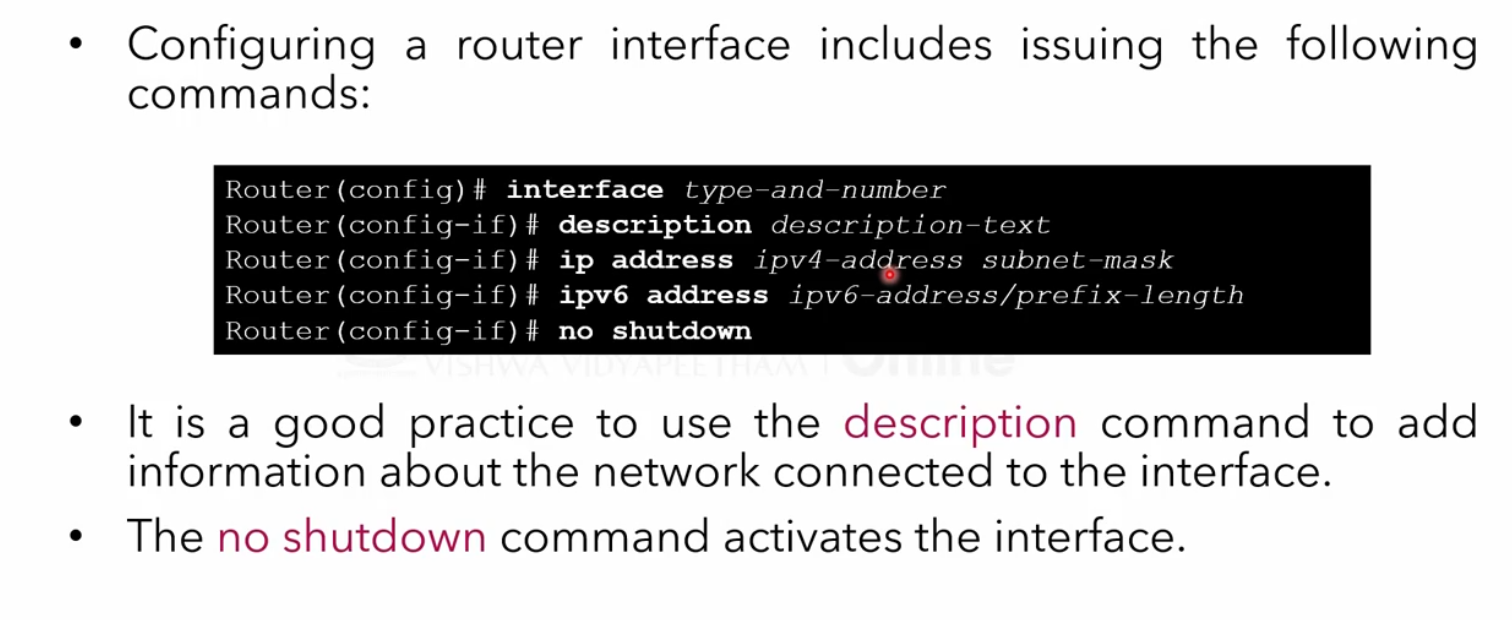 • Configuring a router interface includes issuing the following
commands:
Router(config)# interface type-and-number
Router(config-if)# description description-text
Router(config-if)# ip address ipv4-address subnet-mask
Router(config-if)# ipv6 address ipv6-address/prefix-length
Router(config-if)# no shutdown
VISHWA VIDYAPEETHAM | Online
• It is a good practice to use the description command to add
information about the network connected to the interface.
• The no shutdown command activates the interface.